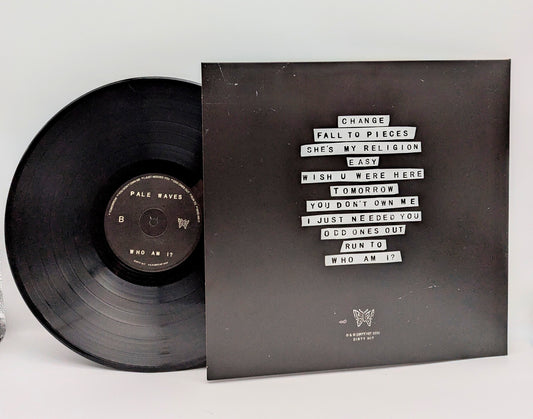 PALE WAVES
B
WHO AM I?
CHANGE
FALL TO PIECES
SHE'S MY RELIGION
EASY
WISH U WERE HERE
TOMORROW
YOU DON'T OWN ME
I JUST NEEDED YOU
ODD ONES OUT
RUN TO
WHO AM I?
DIRTY HIT